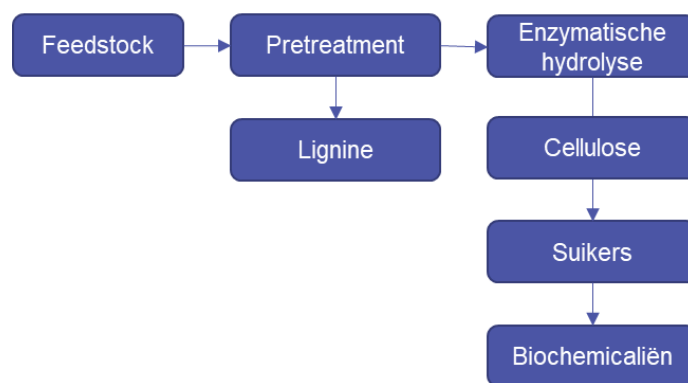 Feedstock
Pretreatment
Enzymatische
hydrolyse
Lignine
Cellulose
Suikers
Biochemicaliën